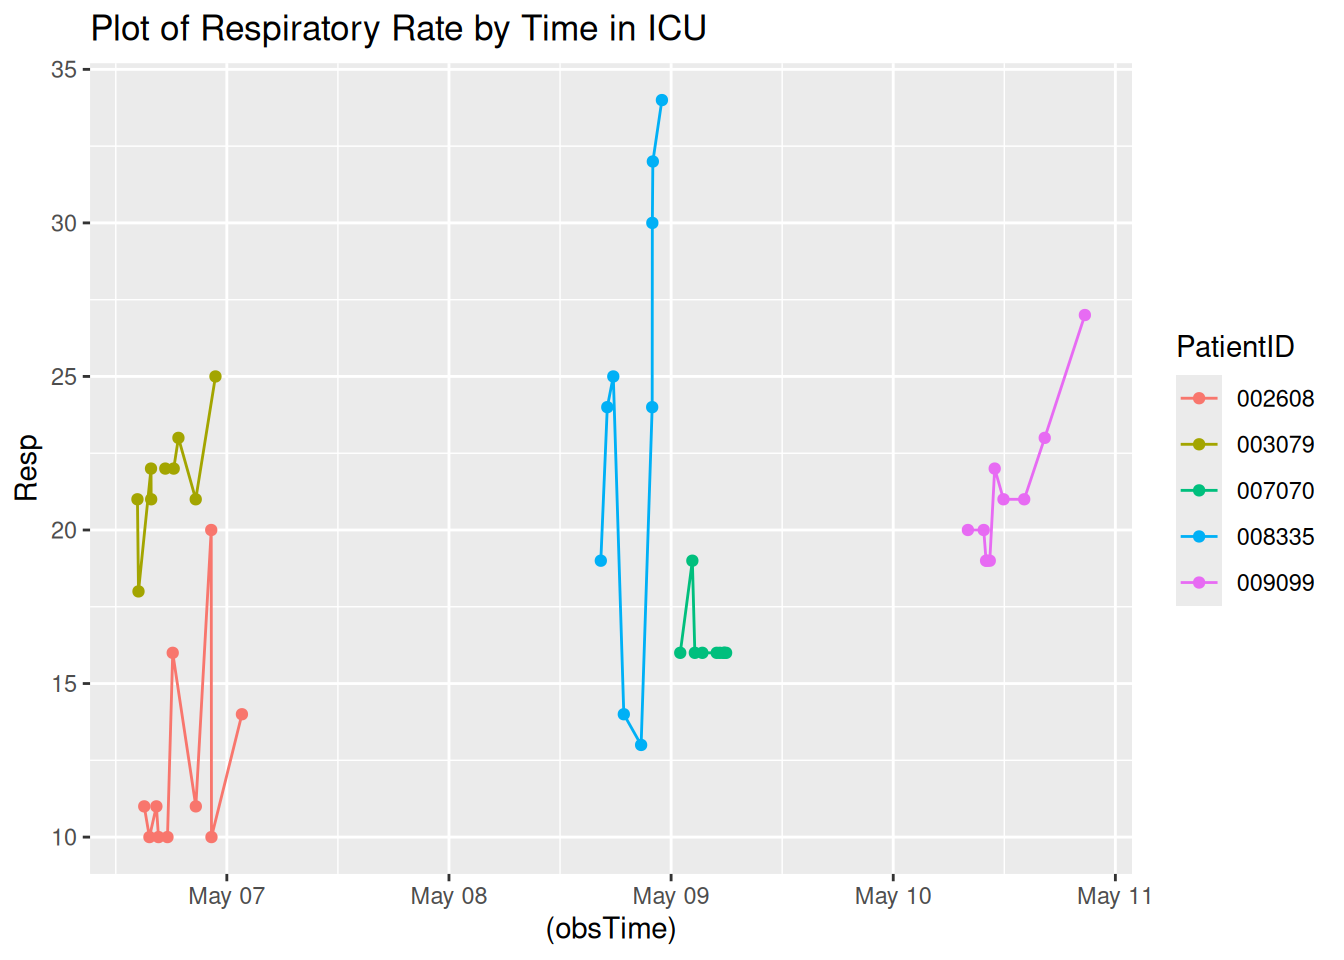 Plot of Respiratory Rate by Time in ICU
35
30
25
20
15
10
Resp
May 07
May 08
May 09
May 10
May 11
(obsTime)
PatientID
002608
003079
007070
008335
009099